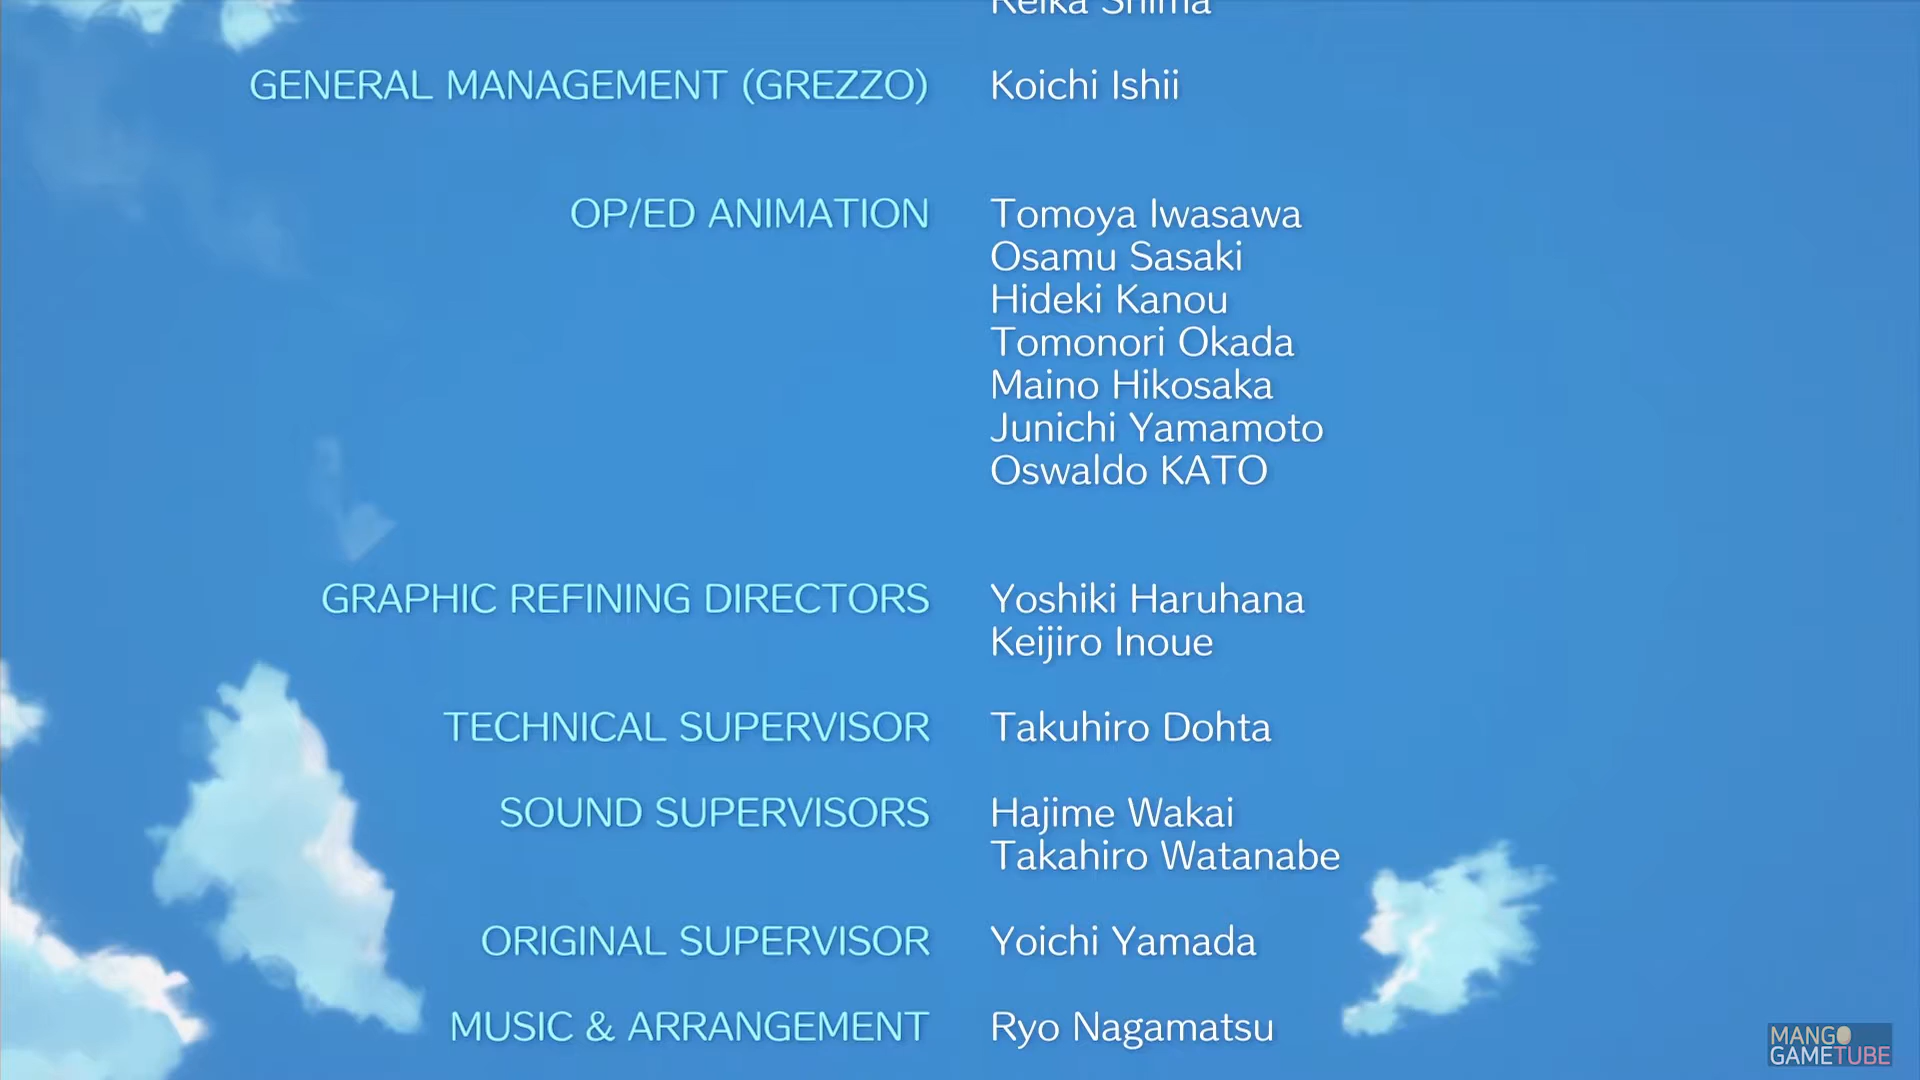 Reika Shima
GENERAL MANAGEMENT (GREZZO) Koichi Ishii
OP/ED ANIMATION Tomoya Iwasawa
Osamu Sasaki
Hideki Kanou
Tomonori Okada
Maino Hikosaka
Junichi Yamamoto
Oswaldo KATO
GRAPHIC REFINING DIRECTORS Yoshiki Haruhana
Keijiro Inoue
TECHNICAL SUPERVISOR Takuhiro Dohta
SOUND SUPERVISORS Hajime Wakai
Takahiro Watanabe
ORIGINAL SUPERVISOR Yoichi Yamada
MUSIC & ARRANGEMENT Ryo Nagamatsu
MANGO
GAMETUBE